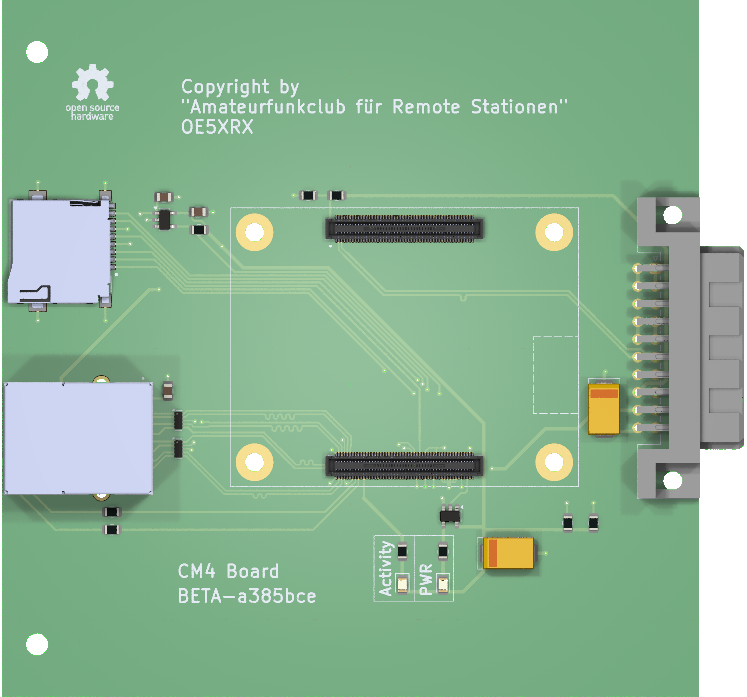 open source
hardware
Copyright by
"Amateurfunkclub für Remote Stationen"
OE5XRX
Activity
PWR
CM4 Board
BETA-a385bce